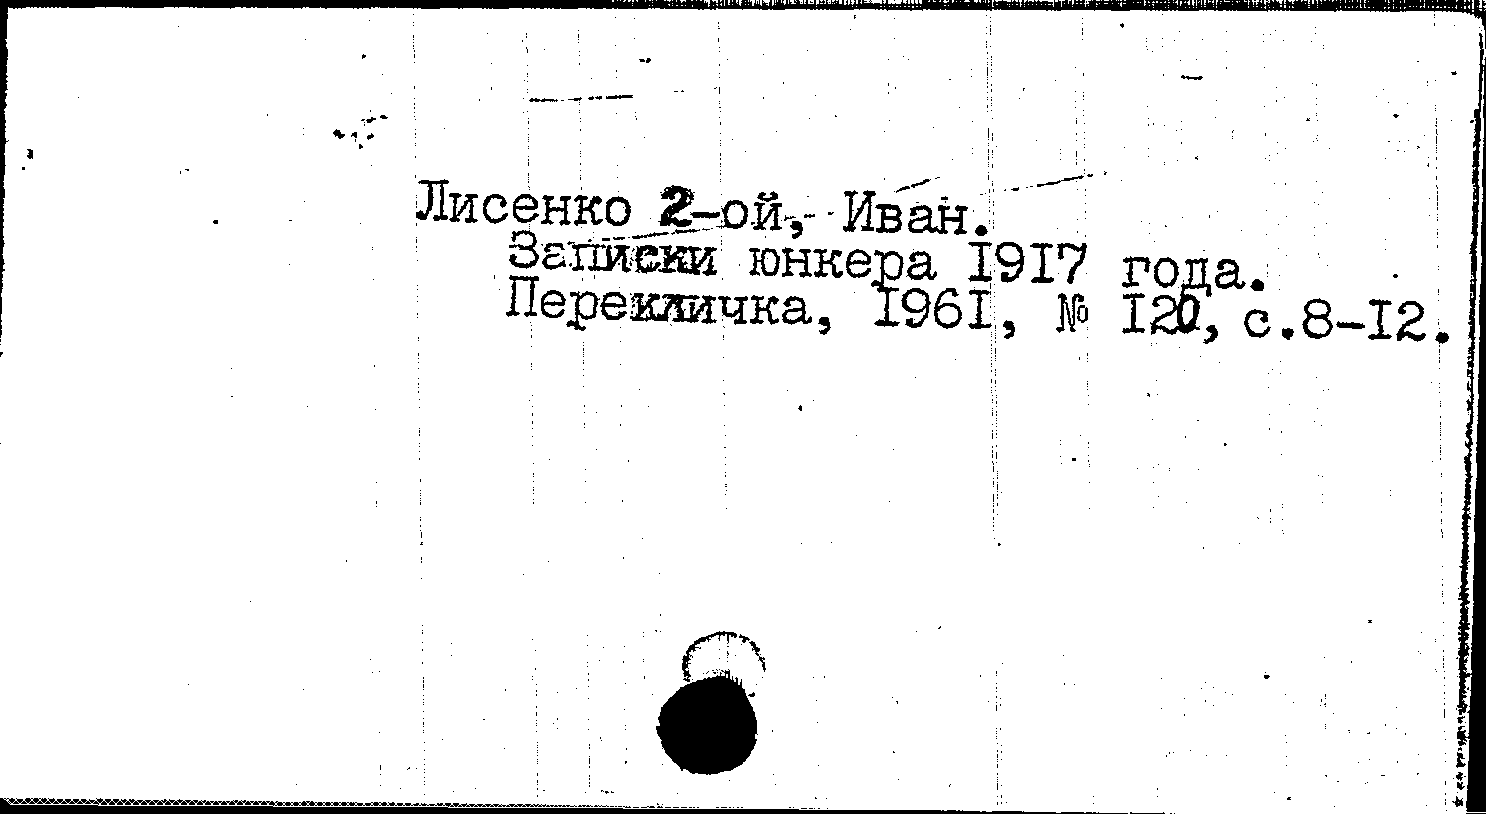 Лисенко 2-ой, Иван.
Записки юнкера 1917 года.
Перекличка, 1961, № 120, с.8-12.